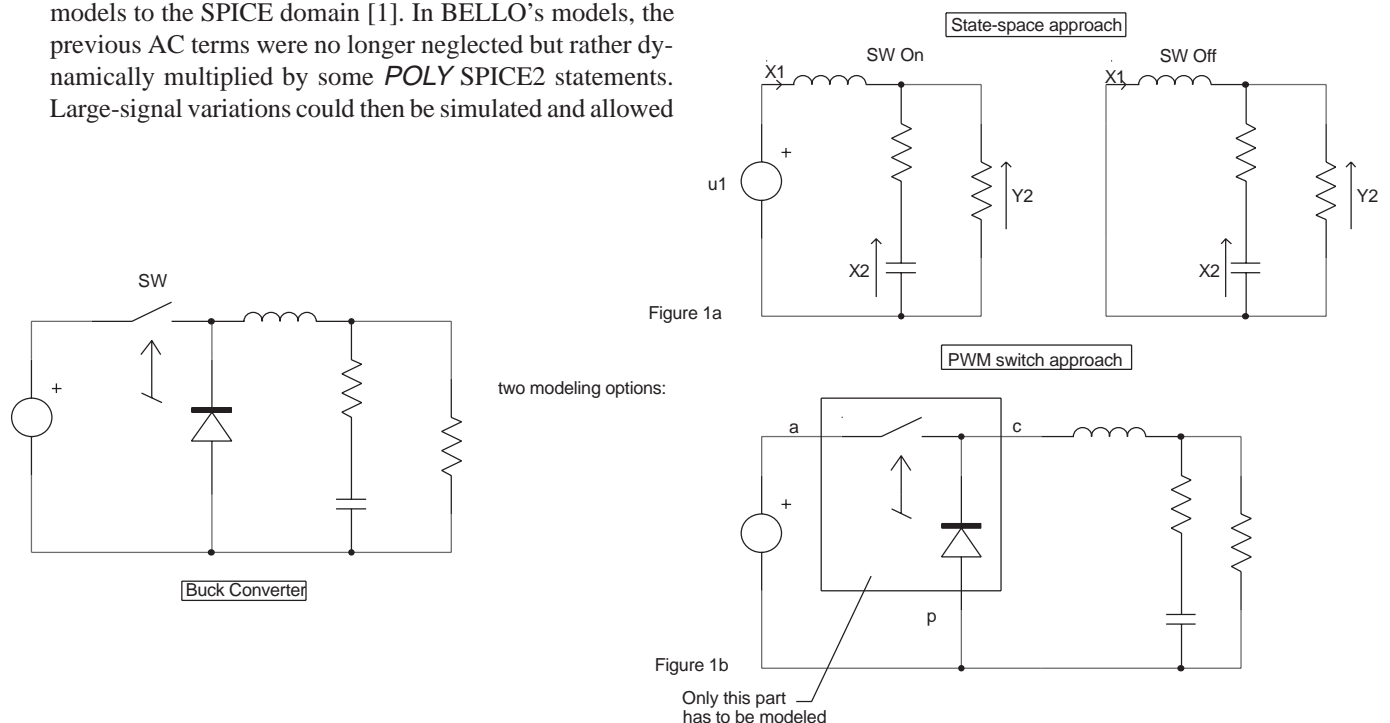 models to the SPICE domain [1]. In BELLO's models, the
previous AC terms were no longer neglected but rather dy-
namically multiplied by some POLY SPICE2 statements.
Large-signal variations could then be simulated and allowed
State-space approach
SW On
SW Off
X1
X1
+
u1
Y2
Y2
X2
X2
Figure 1a
SW
+
Buck Converter
two modeling options:
PWM switch approach
a
c
+
p
Figure 1b
Only this part
has to be modeled